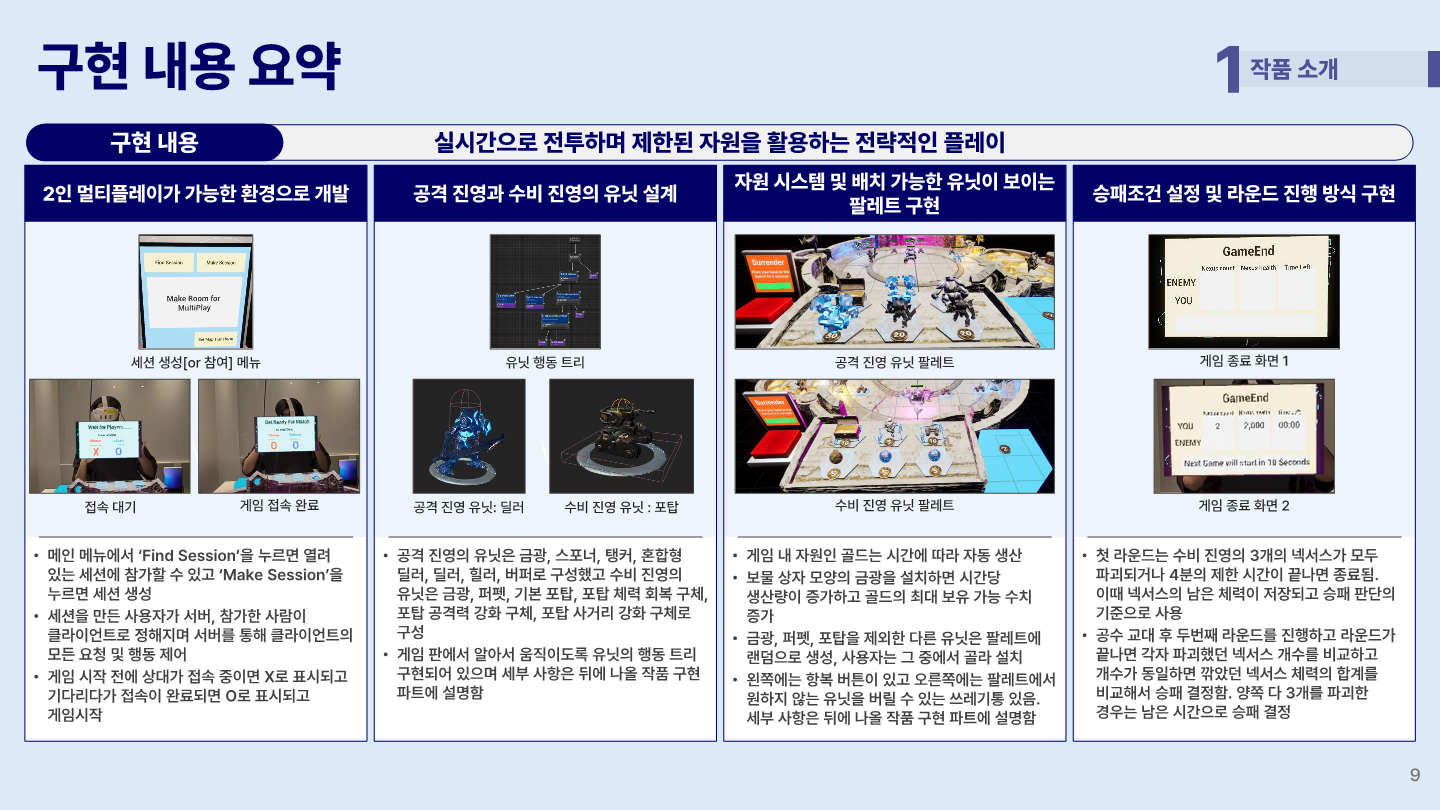 구현 내용 요약
1 작품 소개
구현 내용
실시간으로 전투하며 제한된 자원을 활용하는 전략적인 플레이
2인 멀티플레이가 가능한 환경으로 개발
Find Session
Make Session
Make Room for
MultiPlay
Set Map Transform
세션 생성[or 참여] 메뉴
Wait for Players
X O
접속 대기
Get Ready for Match
O O
게임 접속 완료
• 메인 메뉴에서 ‘Find Session’을 누르면 열려
있는 세션에 참가할 수 있고 ‘Make Session’을
누르면 세션 생성
• 세션을 만든 사용자가 서버, 참가한 사람이
클라이언트로 정해지며 서버를 통해 클라이언트의
모든 요청 및 행동 제어
• 게임 시작 전에 상대가 접속 중이면 X로 표시되고
기다리다가 접속이 완료되면 O로 표시되고
게임시작
공격 진영과 수비 진영의 유닛 설계
유닛 행동 트리
공격 진영 유닛: 딜러
수비 진영 유닛 : 포탑
• 공격 진영의 유닛은 금광, 스포너, 탱커, 혼합형
딜러, 딜러, 힐러, 버퍼로 구성했고 수비 진영의
유닛은 금광, 퍼펫, 기본 포탑, 포탑 체력 회복 구체,
포탑 공격력 강화 구체, 포탑 사거리 강화 구체로
구성
• 게임 판에서 알아서 움직이도록 유닛의 행동 트리
구현되어 있으며 세부 사항은 뒤에 나올 작품 구현
파트에 설명함
자원 시스템 및 배치 가능한 유닛이 보이는
팔레트 구현
Surrender
공격 진영 유닛 팔레트
Surrender
수비 진영 유닛 팔레트
• 게임 내 자원인 골드는 시간에 따라 자동 생산
• 보물 상자 모양의 금광을 설치하면 시간당
생산량이 증가하고 골드의 최대 보유 가능 수치
증가
• 금광, 퍼펫, 포탑을 제외한 다른 유닛은 팔레트에
랜덤으로 생성, 사용자는 그 중에서 골라 설치
• 왼쪽에는 항복 버튼이 있고 오른쪽에는 팔레트에서
원하지 않는 유닛을 버릴 수 있는 쓰레기통 있음.
세부 사항은 뒤에 나올 작품 구현 파트에 설명함
승패조건 설정 및 라운드 진행 방식 구현
GameEnd
Nexus count Nexus health Time Left
ENEMY
YOU
게임 종료 화면 1
GameEnd
YOU 2 2,000 00:00
ENEMY
Next Game will start in 10 Seconds
게임 종료 화면 2
• 첫 라운드는 수비 진영의 3개의 넥서스가 모두
파괴되거나 4분의 제한 시간이 끝나면 종료됨.
이때 넥서스의 남은 체력이 저장되고 승패 판단의
기준으로 사용
• 공수 교대 후 두번째 라운드를 진행하고 라운드가
끝나면 각자 파괴했던 넥서스 개수를 비교하고
개수가 동일하면 깎았던 넥서스 체력의 합계를
비교해서 승패 결정함. 양쪽 다 3개를 파괴한
경우는 남은 시간으로 승패 결정
9